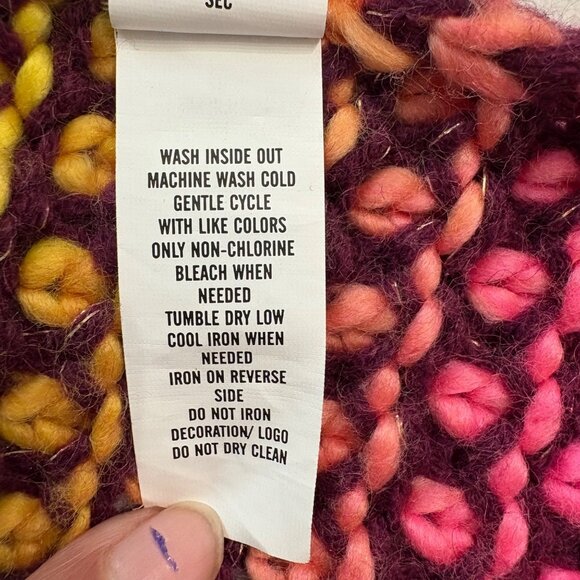 SEC
WASH INSIDE OUT
MACHINE WASH COLD
GENTLE CYCLE
WITH LIKE COLORS
ONLY NON-CHLORINE
BLEACH WHEN
NEEDED
TUMBLE DRY LOW
COOL IRON WHEN
NEEDED
IRON ON REVERSE
SIDE
DO NOT IRON
DECORATION/ LOGO
DO NOT DRY CLEAN